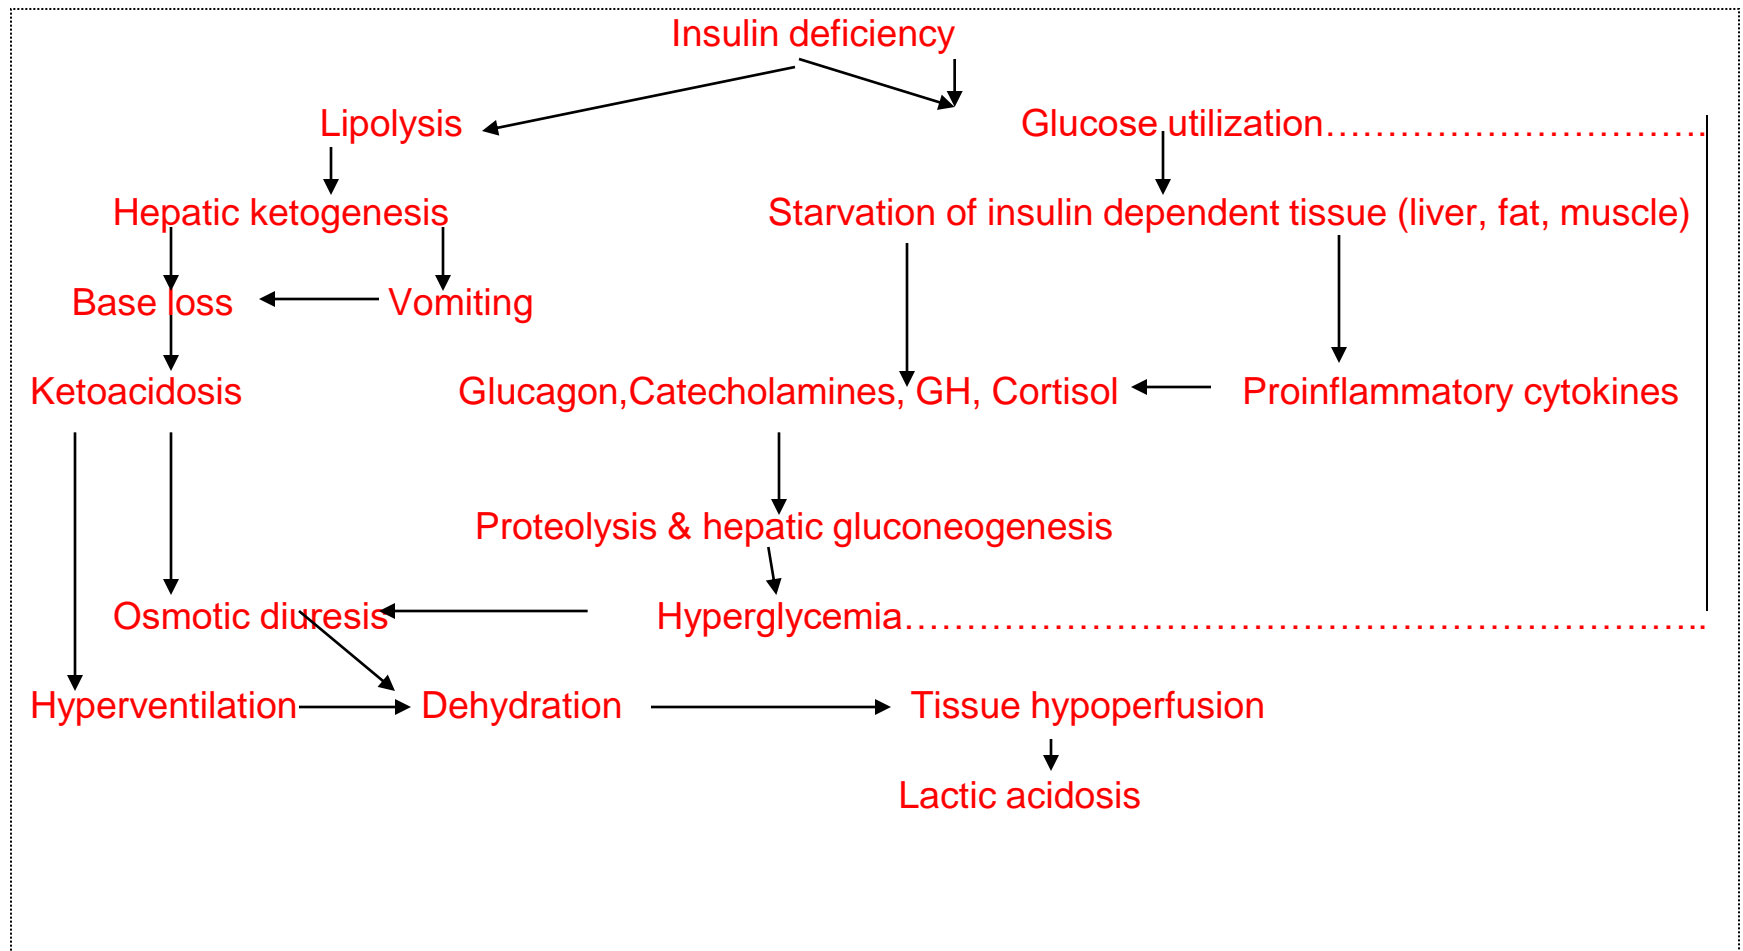 Insulin deficiency
Lipolysis Glucose utilization………………………….
Hepatic ketogenesis Starvation of insulin dependent tissue (liver, fat, muscle)
Base loss Vomiting
Ketoacidosis Glucagon,Catecholamines, GH, Cortisol Proinflammatory cytokines
Proteolysis & hepatic gluconeogenesis
Osmotic diuresis Hyperglycemia………………………………………………………..
Hyperventilation Dehydration Tissue hypoperfusion
Lactic acidosis